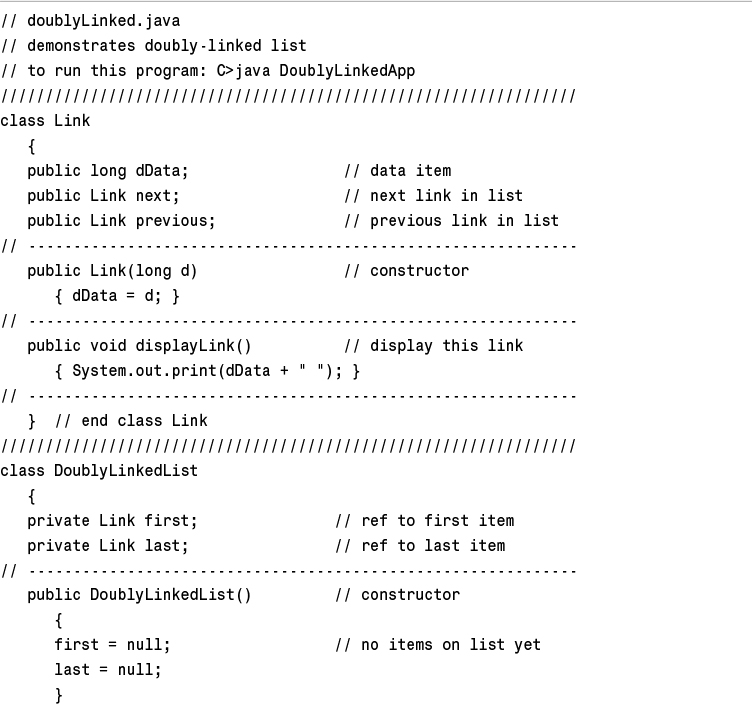 // doublyLinked.java
// demonstrates doubly-linked list
// to run this program: C>java DoublyLinkedApp
////////////////////////////////////////////////////////////////
class Link
   {
   public long dData;                 // data item
   public Link next;                  // next link in list
   public Link previous;              // previous link in list
// -------------------------------------------------------------
   public Link(long d)                // constructor
      { dData = d; }
// -------------------------------------------------------------
   public void displayLink()          // display this link
      { System.out.print(dData + " "); }
// -------------------------------------------------------------
   }  // end class Link
////////////////////////////////////////////////////////////////
class DoublyLinkedList
   {
   private Link first;               // ref to first item
   private Link last;                // ref to last item
// -------------------------------------------------------------
   public DoublyLinkedList()         // constructor
      {
      first = null;                  // no items on list yet
      last = null;
      }